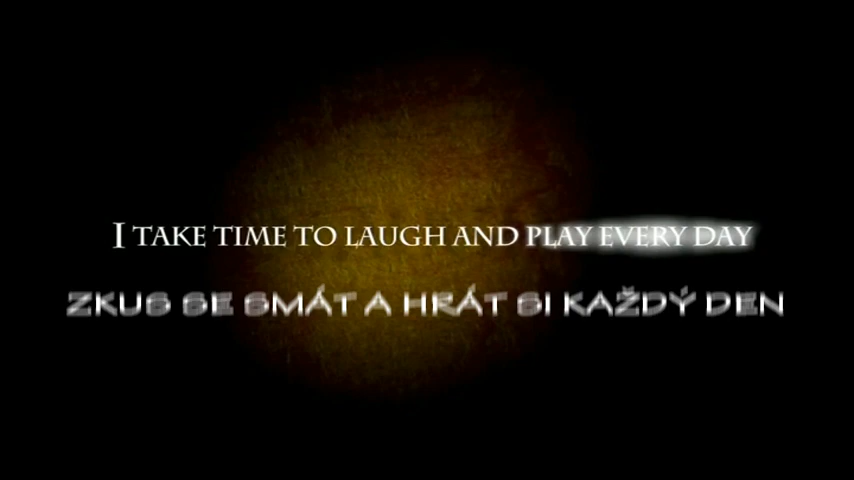 I TAKE TIME TO LAUGH AND PLAY EVERY DAY
ZKUS SE SMÁT A HRÁT SI KAŽDÝ DEN